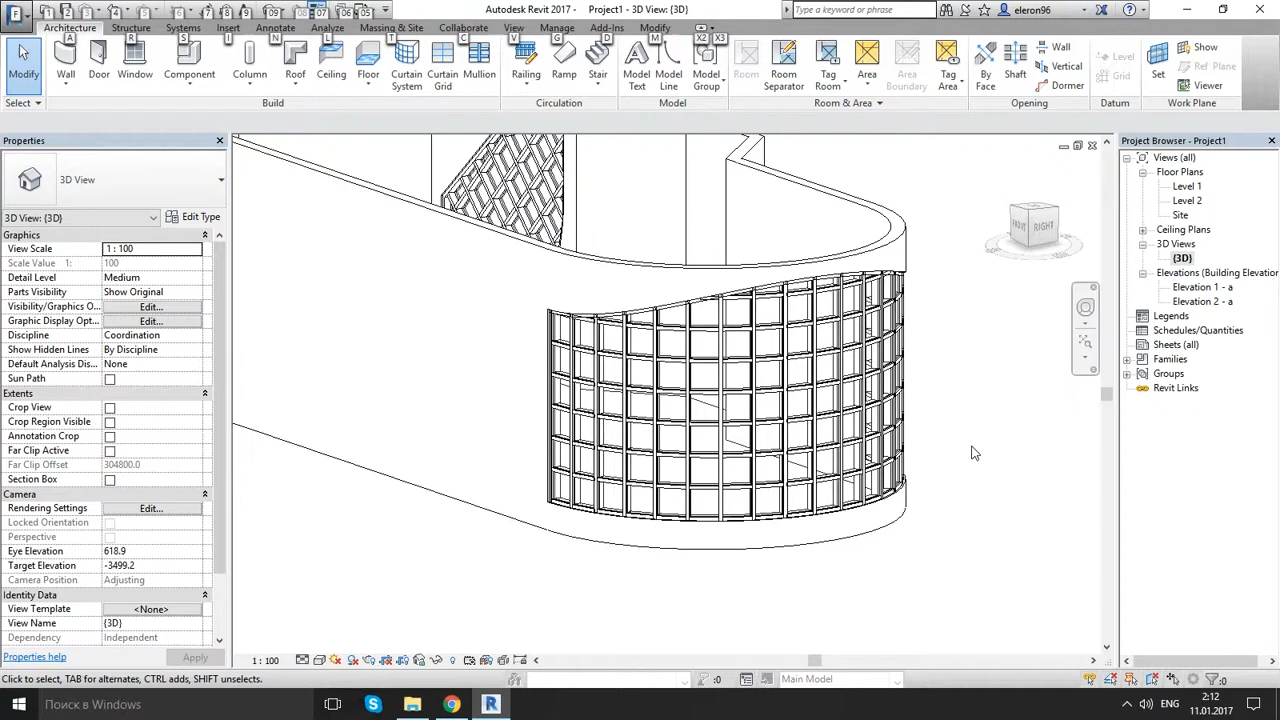 Autodesk Revit 2017 - Project1 - 3D View: {3D}
Type a keyword or phrase
eleron96
Architecture Structure Systems Insert Annotate Analyze Massing & Site Collaborate View Manage Add-Ins Modify
Modify Wall Door Window Component Column Roof Ceiling Floor Curtain System Curtain Grid Mullion Railing Ramp Stair Model Text Model Line Model Group Room Room Separator Tag Room Area Area Boundary Tag Area By Face Shaft Wall Vertical Dormer Level Grid Set Show Ref Plane Viewer
Select Build Circulation Model Room & Area Opening Datum Work Plane
Properties
3D View
3D View: {3D} Edit Type
Graphics
View Scale 1 : 100
Scale Value 1: 100
Detail Level Medium
Parts Visibility Show Original
Visibility/Graphics O... Edit...
Graphic Display Opt... Edit...
Discipline Coordination
Show Hidden Lines By Discipline
Default Analysis Dis... None
Sun Path
Extents
Crop View
Crop Region Visible
Annotation Crop
Far Clip Active
Far Clip Offset 304800.0
Section Box
Camera
Rendering Settings Edit...
Locked Orientation
Perspective
Eye Elevation 618.9
Target Elevation -3499.2
Camera Position Adjusting
Identity Data
View Template <None>
View Name {3D}
Dependency Independent
Properties help Apply
FRONT RIGHT
Project Browser - Project1
Views (all)
Floor Plans
Level 1
Level 2
Site
Ceiling Plans
3D Views
{3D}
Elevations (Building Elevatior
Elevation 1 - a
Elevation 2 - a
Legends
Schedules/Quantities
Sheets (all)
Families
Groups
Revit Links
1 : 100
Click to select, TAB for alternates, CTRL adds, SHIFT unselects.
:0 Main Model :0
Поиск в Windows
ENG
2:12
11.01.2017